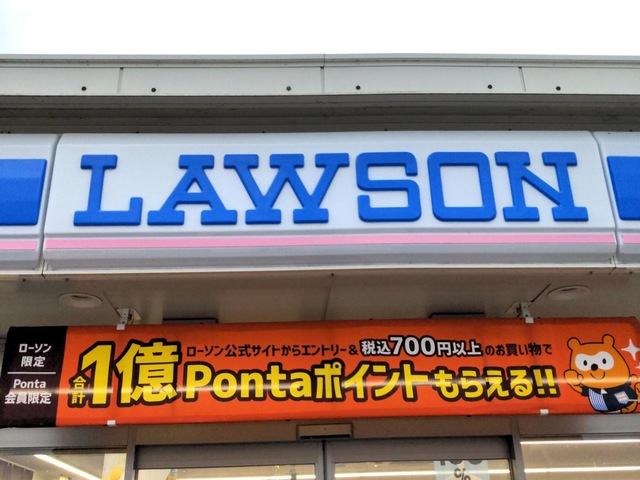 LAWSON
ローソン
限定
Ponta
会員限定
ローソン公式サイトからエントリー&税込700円以上のお買い物で
合計1億Pontaポイントもらえる!!